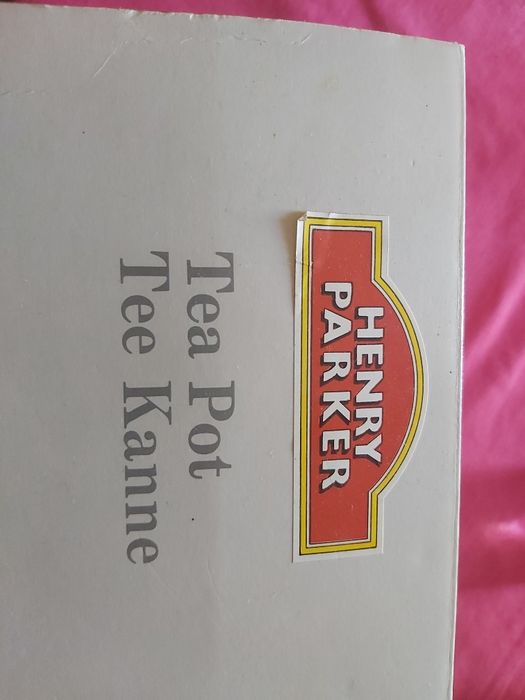 HENRY
PARKER
Tea Pot
Tee Kanne